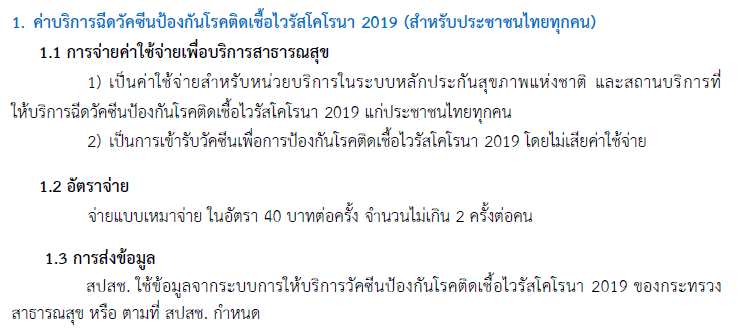 1. ค่าบริการฉีดวัคซีนป้องกันโรคติดเชื้อไวรัสโคโรนา 2019 (สำหรับประชาชนไทยทุกคน)
1.1 การจ่ายค่าใช้จ่ายเพื่อบริการสาธารณสุข
1) เป็นค่าใช้จ่ายสำหรับหน่วยบริการในระบบหลักประกันสุขภาพแห่งชาติ และสถานบริการที่
ให้บริการฉีดวัคซีนป้องกันโรคติดเชื้อไวรัสโคโรนา 2019 แก่ประชาชนไทยทุกคน
2) เป็นการเข้ารับวัคซีนเพื่อการป้องกันโรคติดเชื้อไวรัสโคโรนา 2019 โดยไม่เสียค่าใช้จ่าย
1.2 อัตราจ่าย
จ่ายแบบเหมาจ่าย ในอัตรา 40 บาทต่อครั้ง จำนวนไม่เกิน 2 ครั้งต่อคน
1.3 การส่งข้อมูล
สปสช. ใช้ข้อมูลจากระบบการให้บริการวัคซีนป้องกันโรคติดเชื้อไวรัสโคโรนา 2019 ของกระทรวง
สาธารณสุข หรือ ตามที่ สปสช. กำหนด